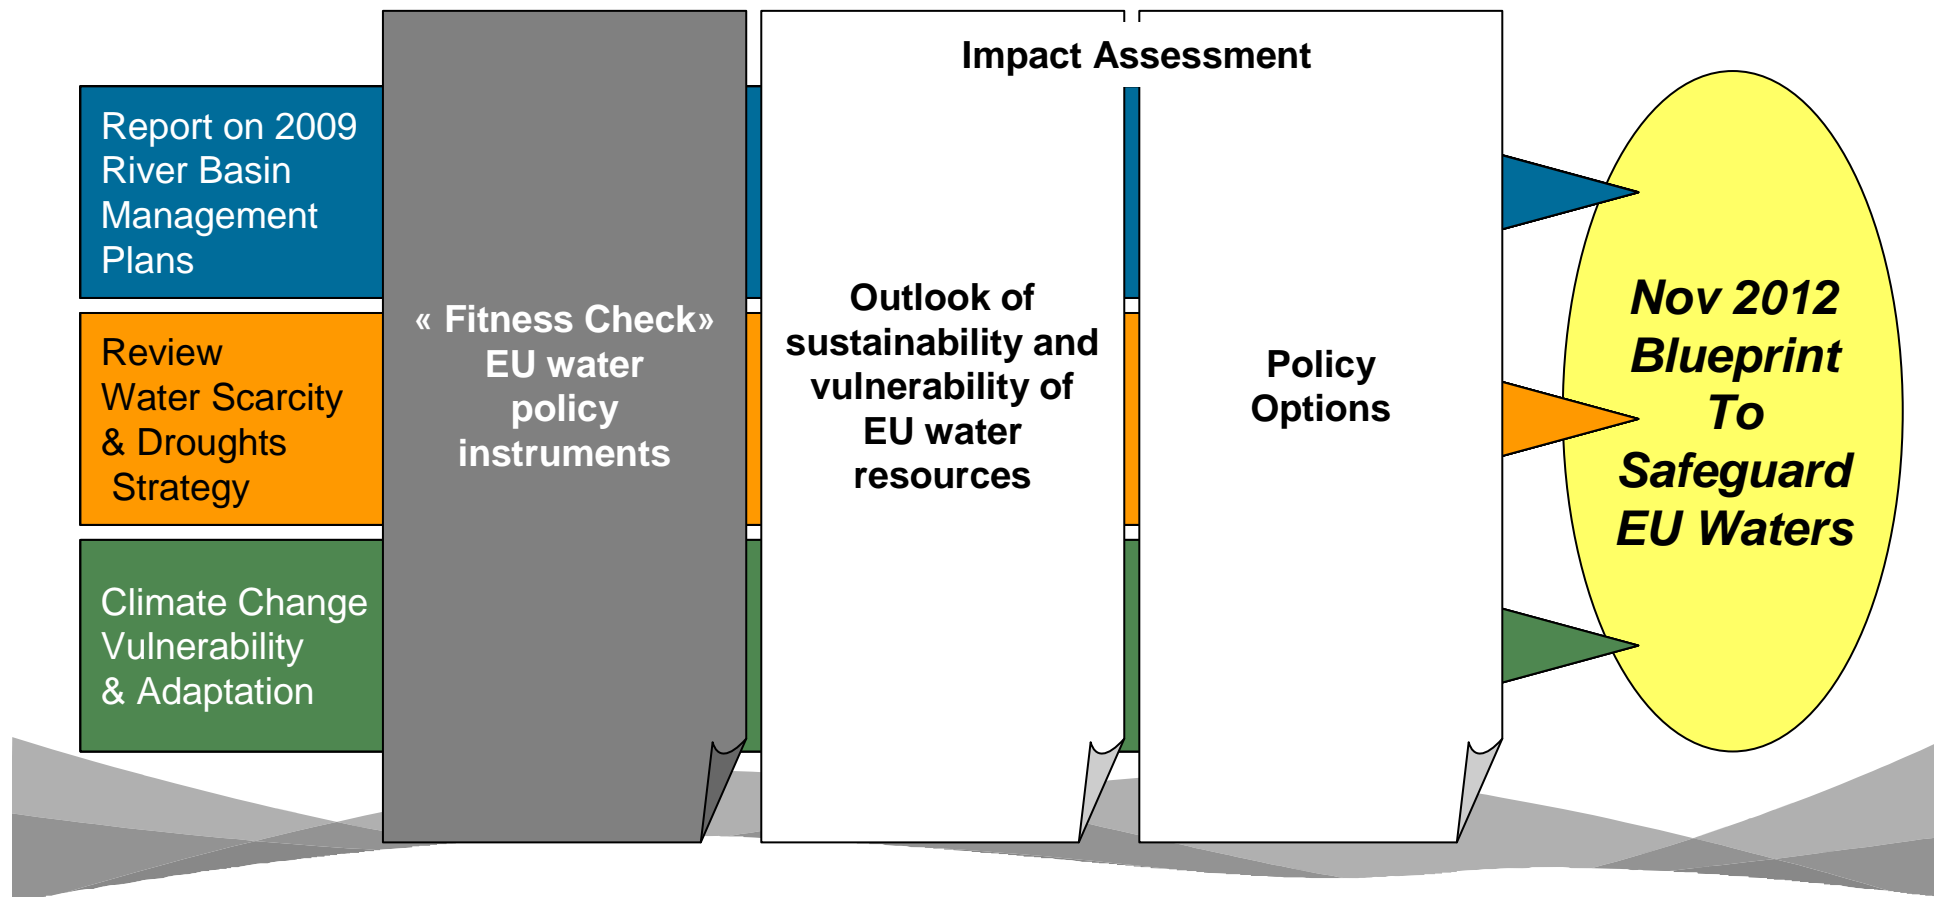 Impact Assessment
Report on 2009
River Basin
Management
Plans
Review
Water Scarcity
& Droughts
Strategy
Climate Change
Vulnerability
& Adaptation
« Fitness Check»
EU water
policy
instruments
Outlook of
sustainability and
vulnerability of
EU water
resources
Policy
Options
Nov 2012
Blueprint
To
Safeguard
EU Waters